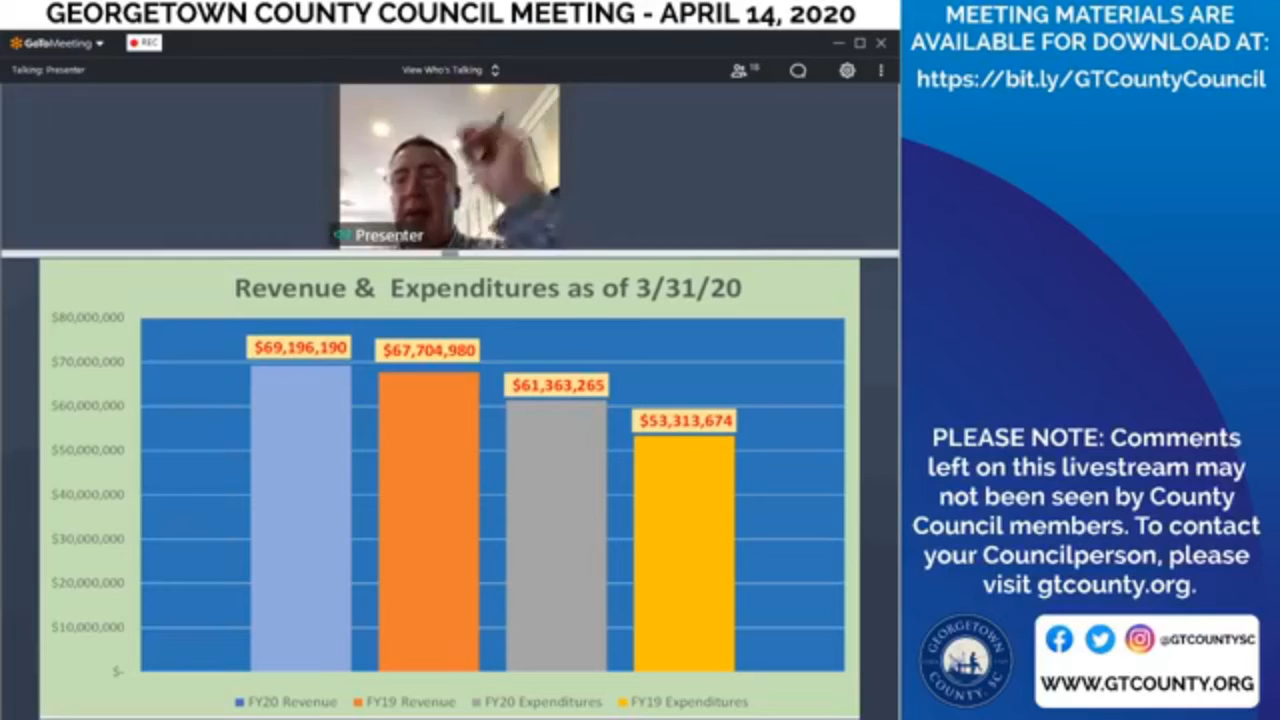 GEORGETOWN COUNTY COUNCIL MEETING - APRIL 14, 2020
GoToMeeting
REC
Talking: Presenter
View Who's Talking
18
Presenter
Revenue & Expenditures as of 3/31/20
$80,000,000
$70,000,000
$60,000,000
$50,000,000
$40,000,000
$30,000,000
$20,000,000
$10,000,000
$-
$69,196,190
$67,704,980
$61,363,265
$53,313,674
FY20 Revenue
FY19 Revenue
FY20 Expenditures
FY19 Expenditures
MEETING MATERIALS ARE
AVAILABLE FOR DOWNLOAD AT:
https://bit.ly/GTCountyCouncil
PLEASE NOTE: Comments
left on this livestream may
not been seen by County
Council members. To contact
your Councilperson, please
visit gtcounty.org.
GEORGETOWN
COUNTY, SC
@GTCOUNTYSC
WWW.GTCOUNTY.ORG